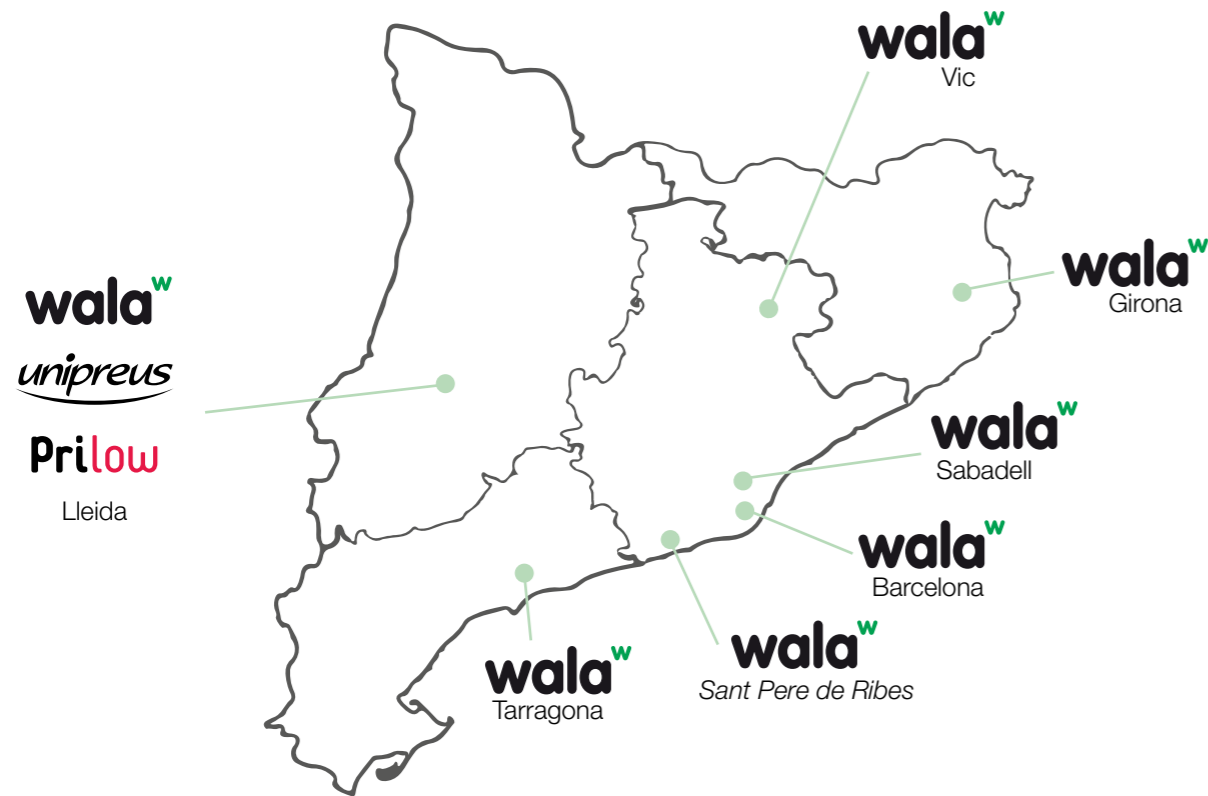 wala w
Vic
wala w
Girona
wala w
unipreus
Prilow
Lleida
wala w
Sabadell
wala w
Barcelona
wala w
Sant Pere de Ribes
wala w
Tarragona